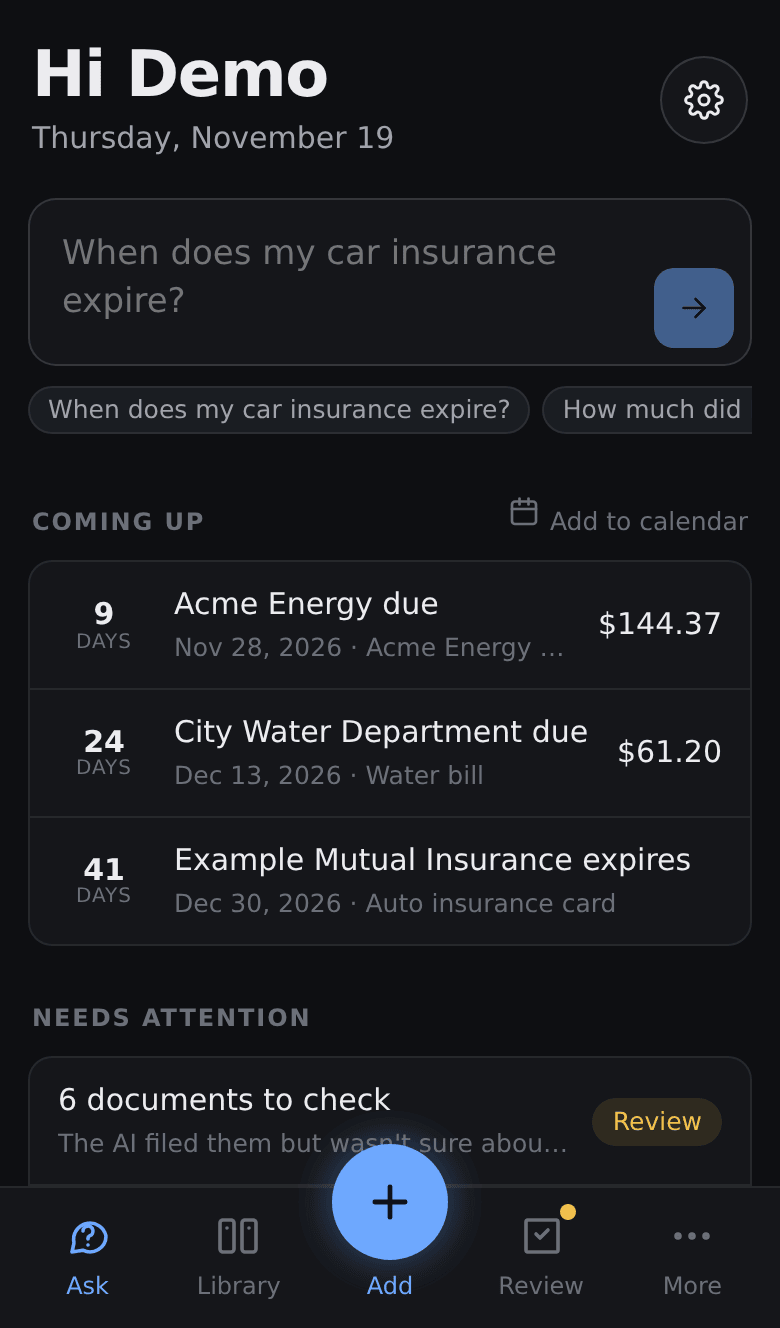 Hi Demo
Thursday, November 19
When does my car insurance
expire?
When does my car insurance expire?
How much did
COMING UP
Add to calendar
9
DAYS
Acme Energy due
Nov 28, 2026 · Acme Energy ...
$144.37
24
DAYS
City Water Department due
Dec 13, 2026 · Water bill
$61.20
41
DAYS
Example Mutual Insurance expires
Dec 30, 2026 · Auto insurance card
NEEDS ATTENTION
6 documents to check
The AI filed them but wasn't sure abou...
Review
Ask
Library
Add
Review
More